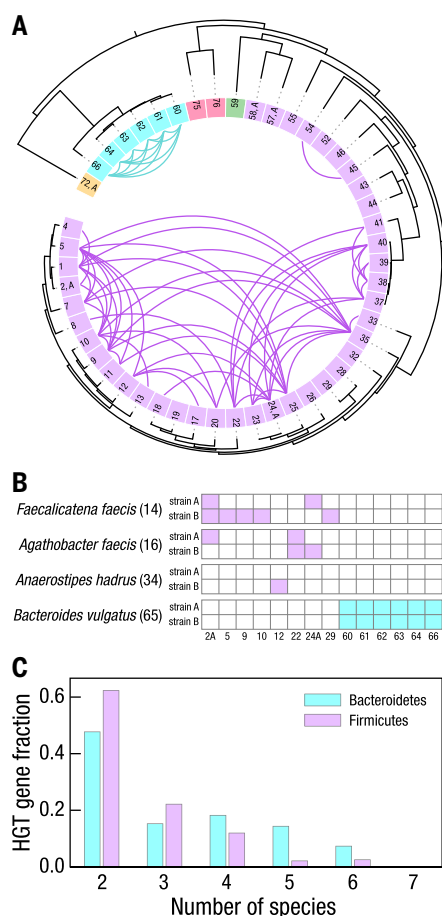 A
72,A
66
64
63
62
61
60
75
76
59
58,A
57,A
55
54
52
46
45
43
44
41
40
39
38
37
33
35
32
28
29
26
25
24,A
23
22
20
17
19
18
13
12
11
9
10
8
7
2,A
1
5
4
B
Faecalicatena faecis (14)
strain A
strain B
Agathobacter faecis (16)
strain A
strain B
Anaerostipes hadrus (34)
strain A
strain B
Bacteroides vulgatus (65)
strain A
strain B
2A 5 9 10 12 22 24A 29 60 61 62 63 64 66
C
HGT gene fraction
0.6
0.4
0.2
0.0
Bacteroidetes
Firmicutes
2 3 4 5 6 7
Number of species